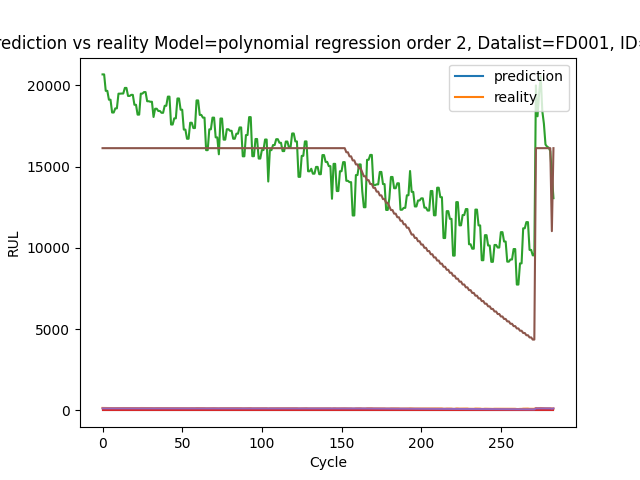 rediction vs reality Model=polynomial regression order 2, Datalist=FD001, ID=
prediction
reality
20000
15000
10000
5000
0
RUL
0 50 100 150 200 250
Cycle